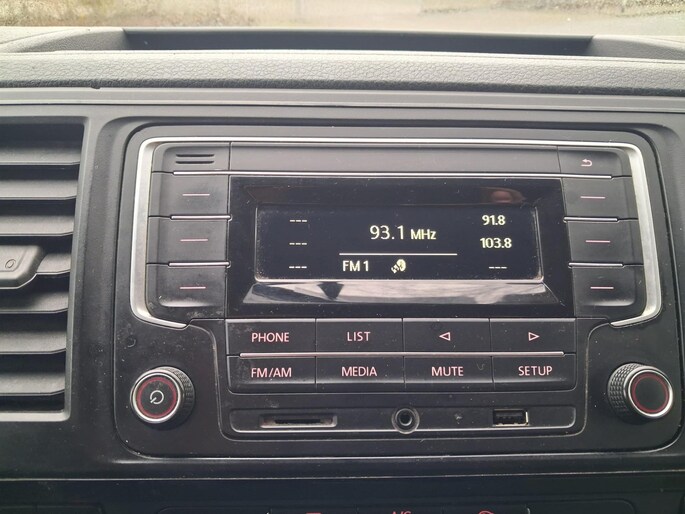 --- 91.8
93.1 MHz
--- 103.8
--- FM 1 ---
PHONE LIST
FM/AM MEDIA MUTE SETUP